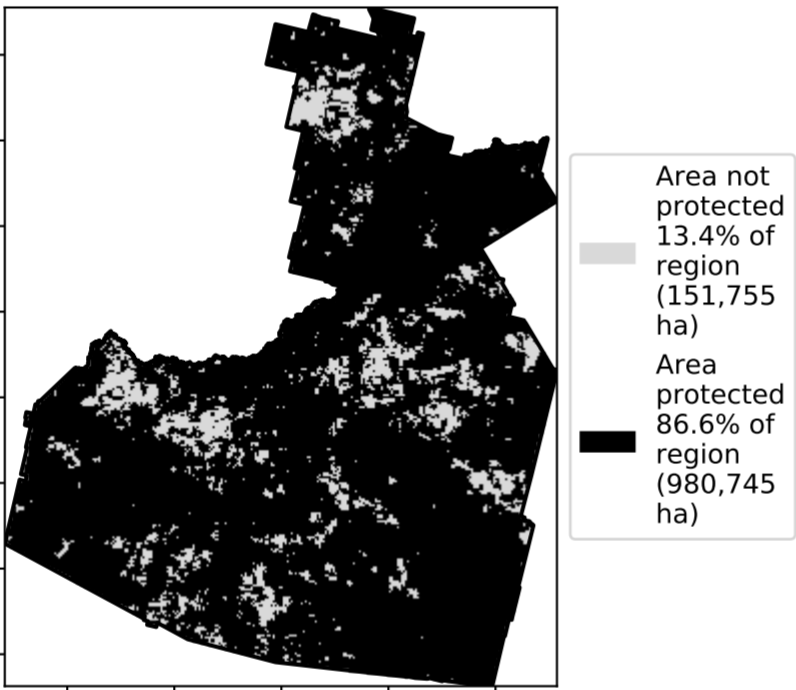 Area not
protected
13.4% of
region
(151,755
ha)
Area
protected
86.6% of
region
(980,745
ha)